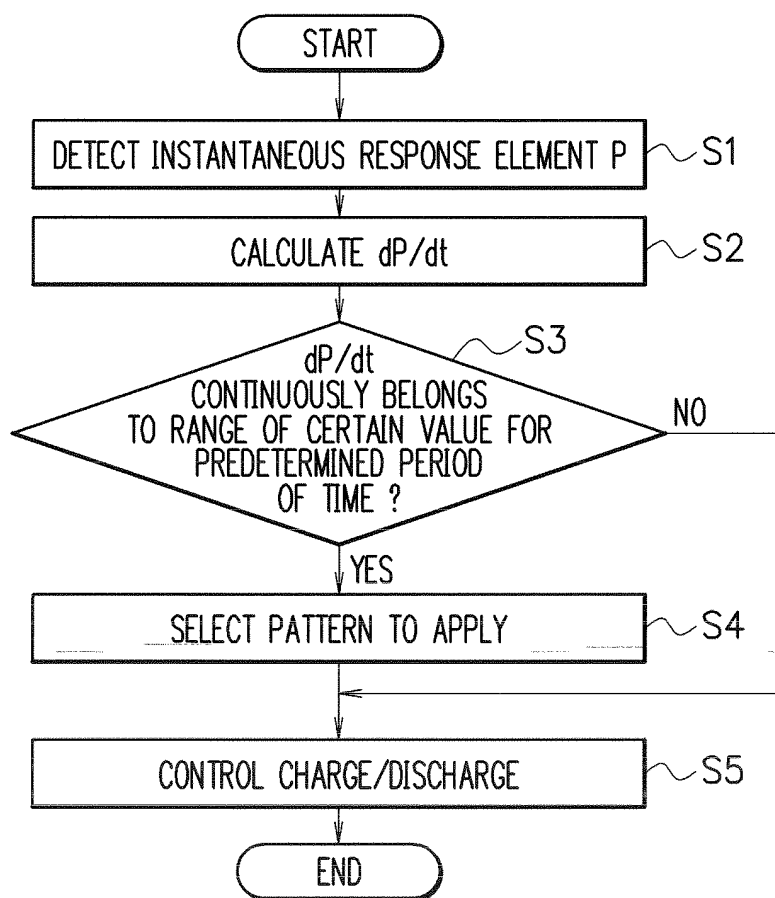 START
DETECT INSTANTANEOUS RESPONSE ELEMENT P
S1
CALCULATE dP/dt
S2
S3
dP/dt
CONTINUOUSLY BELONGS
TO RANGE OF CERTAIN VALUE FOR
PREDETERMINED PERIOD
OF TIME ?
NO
YES
SELECT PATTERN TO APPLY
S4
CONTROL CHARGE/DISCHARGE
S5
END